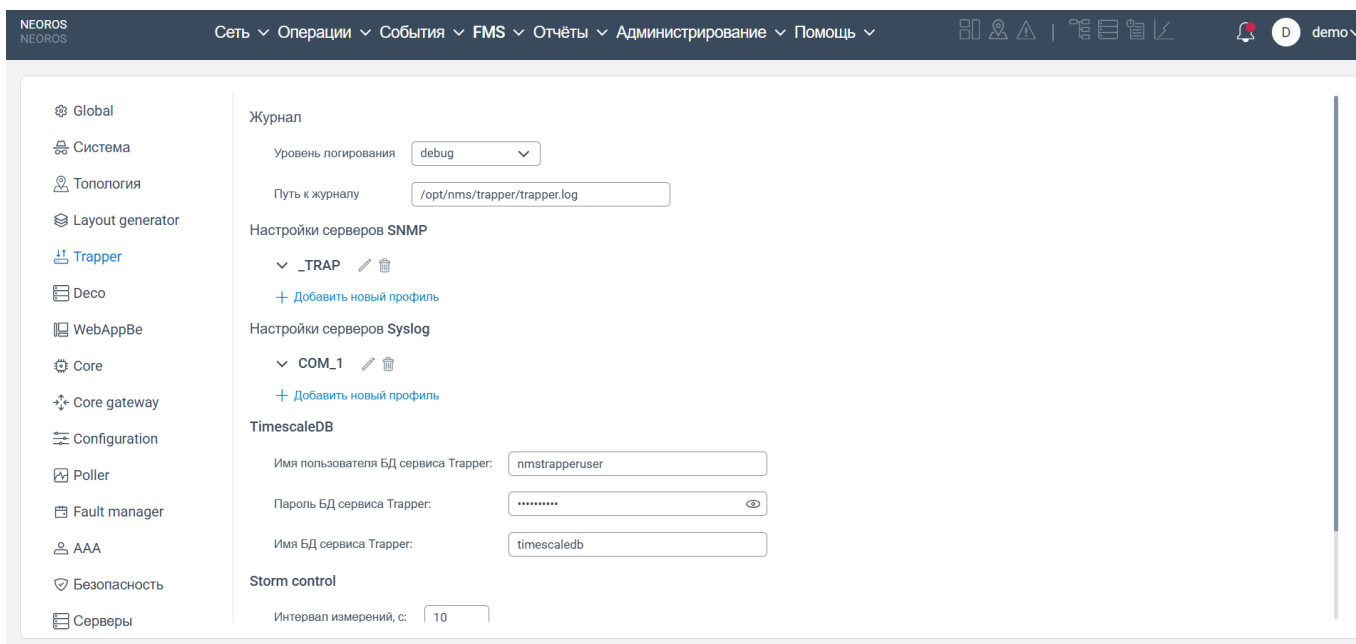 NEOROS
NEOROS
Сеть Операции События FMS Отчёты Администрирование Помощь
D demo
Global
Система
Топология
Layout generator
Trapper
Deco
WebAppBe
Core
Core gateway
Configuration
Poller
Fault manager
AAA
Безопасность
Серверы
Журнал
Уровень логирования debug
Путь к журналу /opt/nms/trapper/trapper.log
Настройки серверов SNMP
_TRAP
+ Добавить новый профиль
Настройки серверов Syslog
COM_1
+ Добавить новый профиль
TimescaleDB
Имя пользователя БД сервиса Trapper: nmstrapperuser
Пароль БД сервиса Trapper: ••••••••••
Имя БД сервиса Trapper: timescaledb
Storm control
Интервал измерений, с: 10